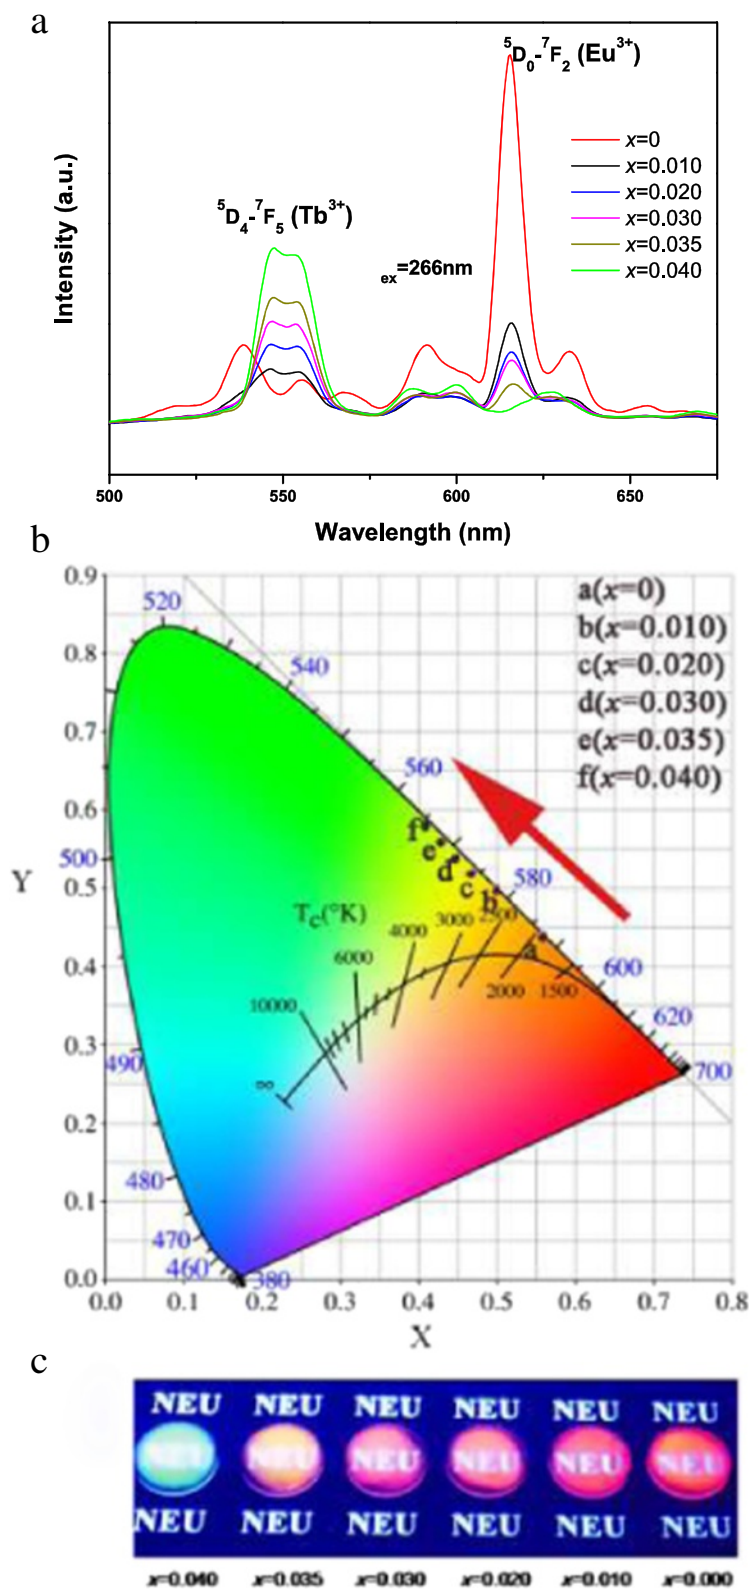 a
⁵D₀-⁷F₂ (Eu³⁺)
x=0
x=0.010
x=0.020
x=0.030
x=0.035
x=0.040
⁵D₄-⁷F₅ (Tb³⁺)
ex=266nm
Intensity (a.u.)
500 550 600 650
Wavelength (nm)
b
0.9
0.8
0.7
0.6
0.5
0.4
0.3
0.2
0.1
0.0
Y
520
540
560
580
600
620
700
500
490
480
470
460
380
a(x=0)
b(x=0.010)
c(x=0.020)
d(x=0.030)
e(x=0.035)
f(x=0.040)
f
e
d
c
b
a
Tc(°K)
∞
10000
6000
4000
3000
2500
2000
1500
0.0 0.1 0.2 0.3 0.4 0.5 0.6 0.7 0.8
X
c
NEU NEU NEU NEU NEU NEU
NEU NEU NEU NEU NEU NEU
NEU NEU NEU NEU NEU NEU
x=0.040 x=0.035 x=0.030 x=0.020 x=0.010 x=0.000